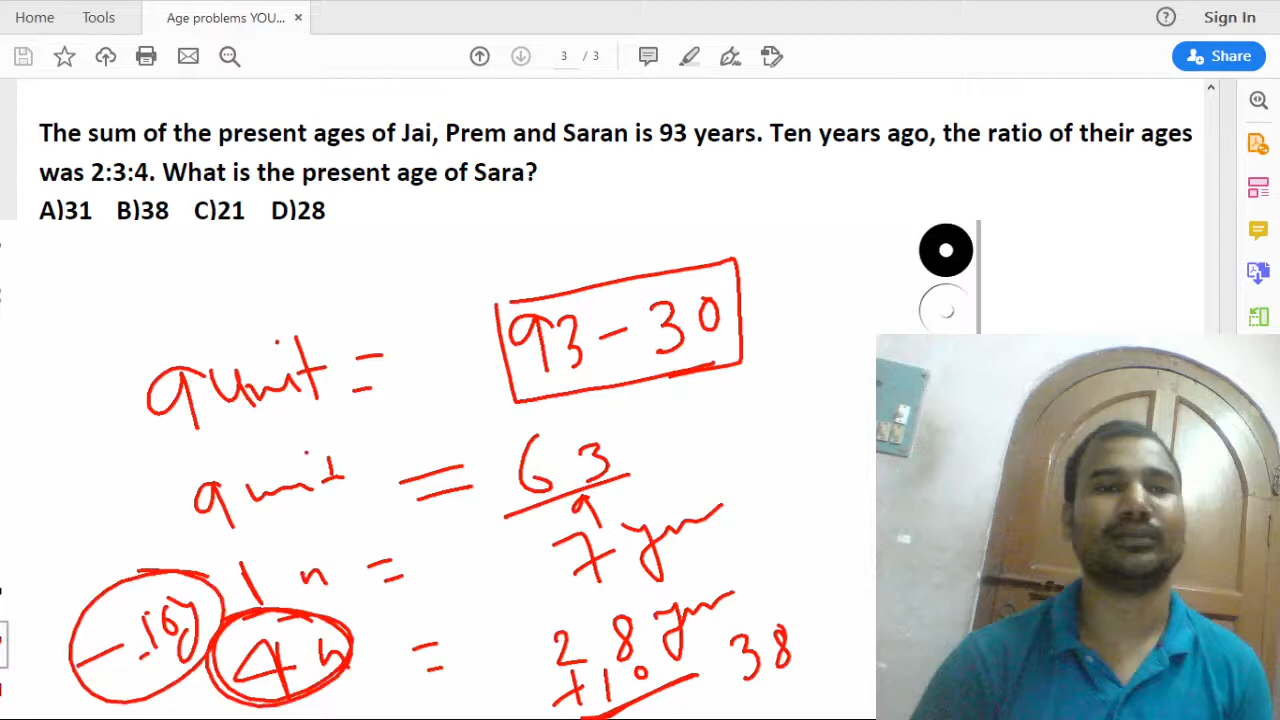 Home Tools Age problems YOU... × Sign In
3 / 3 Share
The sum of the present ages of Jai, Prem and Saran is 93 years. Ten years ago, the ratio of their ages
was 2:3:4. What is the present age of Sara?
A)31 B)38 C)21 D)28
9 unit = 93 - 30
9 unit = 63
9
7
1 =
- 10y 4 = 28
+10 38